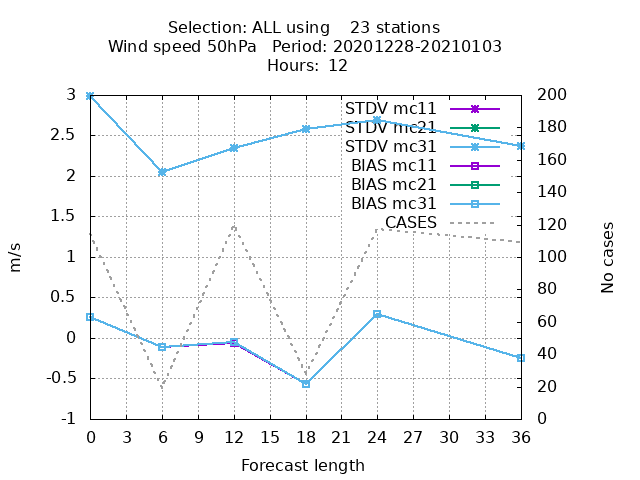 Selection: ALL using    23 stations
Wind speed 50hPa   Period: 20201228-20210103
Hours:  12
STDV mc11
STDV mc21
STDV mc31
BIAS mc11
BIAS mc21
BIAS mc31
CASES
3
2.5
2
1.5
1
0.5
0
-0.5
-1
m/s
200
180
160
140
120
100
80
60
40
20
0
No cases
0 3 6 9 12 15 18 21 24 27 30 33 36
Forecast length